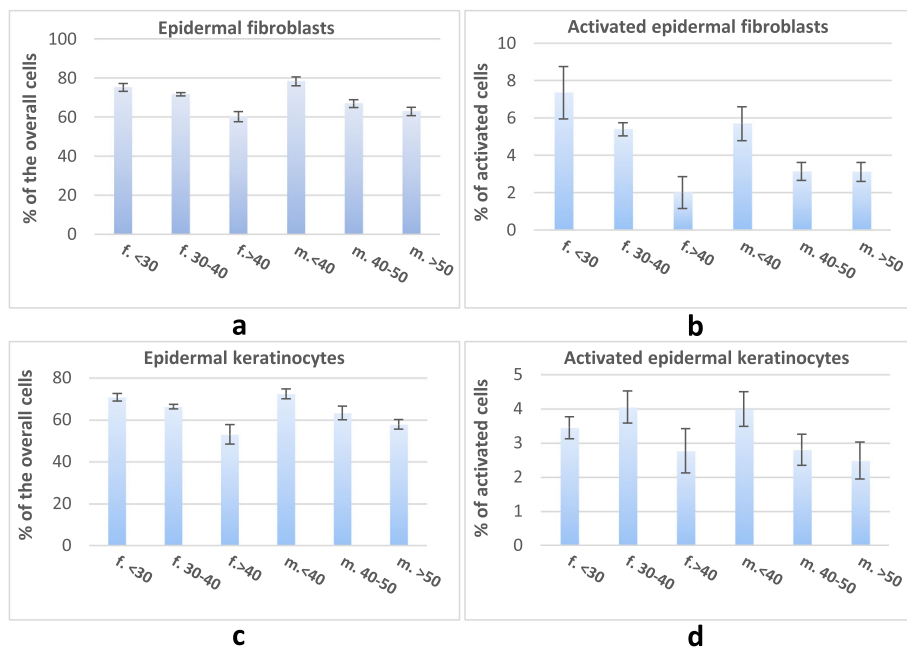 Epidermal fibroblasts
% of the overall cells
100
80
60
40
20
0
f. <30
f. 30-40
f.>40
m.<40
m. 40-50
m. >50
a
Activated epidermal fibroblasts
% of activated cells
10
8
6
4
2
0
f. <30
f. 30-40
f.>40
m.<40
m. 40-50
m. >50
b
Epidermal keratinocytes
% of the overall cells
80
60
40
20
0
f. <30
f. 30-40
f.>40
m.<40
m. 40-50
m. >50
c
Activated epidermal keratinocytes
% of activated cells
5
4
3
2
1
0
f. <30
f. 30-40
f.>40
m.<40
m. 40-50
m. >50
d